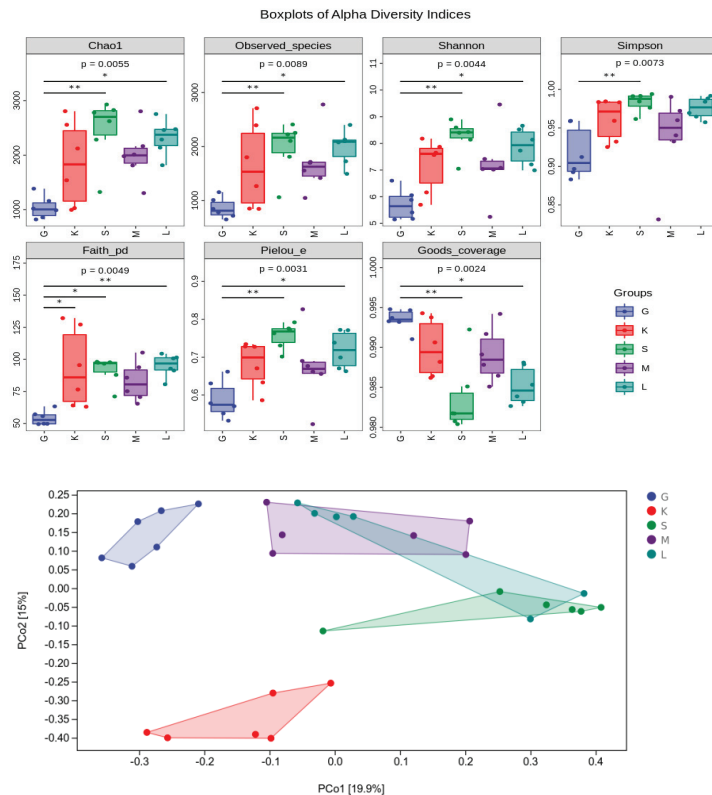 Boxplots of Alpha Diversity Indices
Chao1
Observed_species
Shannon
Simpson
p = 0.0055
p = 0.0089
p = 0.0044
p = 0.0073
*
*
*
**
**
**
**
3000
2000
1000
3000
2000
1000
11
10
9
8
7
6
5
1.00
0.95
0.90
0.85
G K S M L
G K S M L
G K S M L
G K S M L
Faith_pd
Pielou_e
Goods_coverage
p = 0.0049
p = 0.0031
p = 0.0024
**
*
*
*
**
*
**
175
150
125
100
75
50
0.9
0.8
0.7
0.6
1.000
0.995
0.990
0.985
0.980
G K S M L
G K S M L
G K S M L
Groups
G
K
S
M
L
0.25
0.20
0.15
0.10
0.05
0.00
-0.05
-0.10
-0.15
-0.20
-0.25
-0.30
-0.35
-0.40
PCo2 [15%]
-0.3 -0.2 -0.1 0.0 0.1 0.2 0.3 0.4
PCo1 [19.9%]
G
K
S
M
L